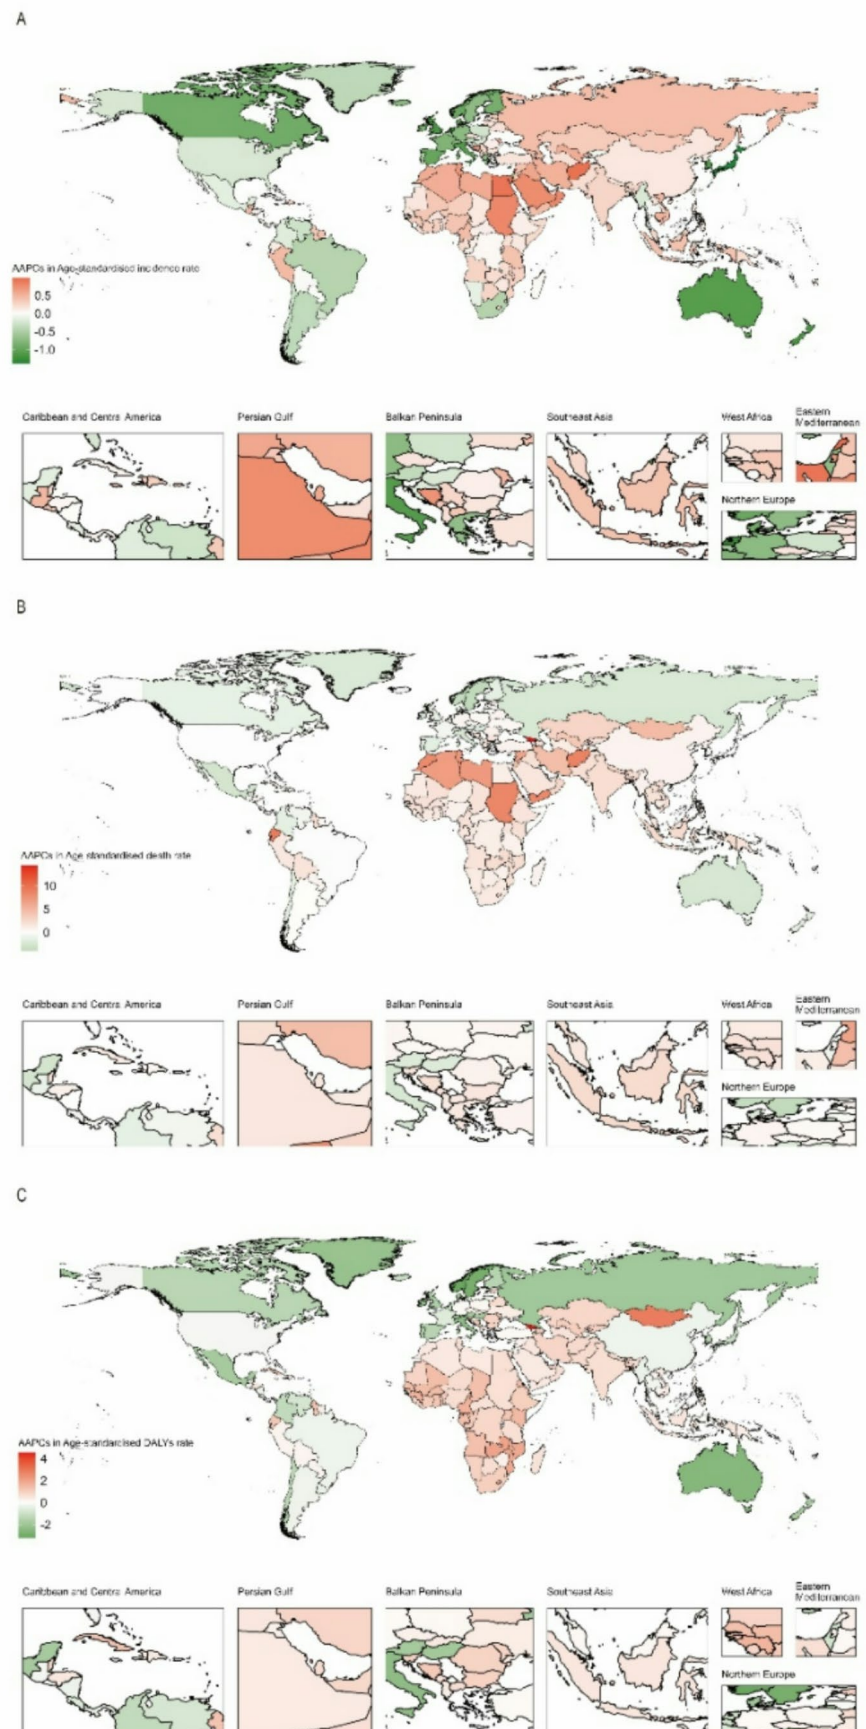 A
AAPCs in Age-standardised incidence rate
0.5
0.0
-0.5
-1.0
Caribbean and Central America
Persian Gulf
Balkan Peninsula
Southeast Asia
West Africa
Eastern
Mediterranean
Northern Europe
B
AAPCs in Age standardised death rate
10
5
0
Caribbean and Central America
Persian Gulf
Balkan Peninsula
Southeast Asia
West Africa
Eastern
Mediterranean
Northern Europe
C
AAPCs in Age-standardised DALYs rate
4
2
0
-2
Caribbean and Central America
Persian Gulf
Balkan Peninsula
Southeast Asia
West Africa
Eastern
Mediterranean
Northern Europe